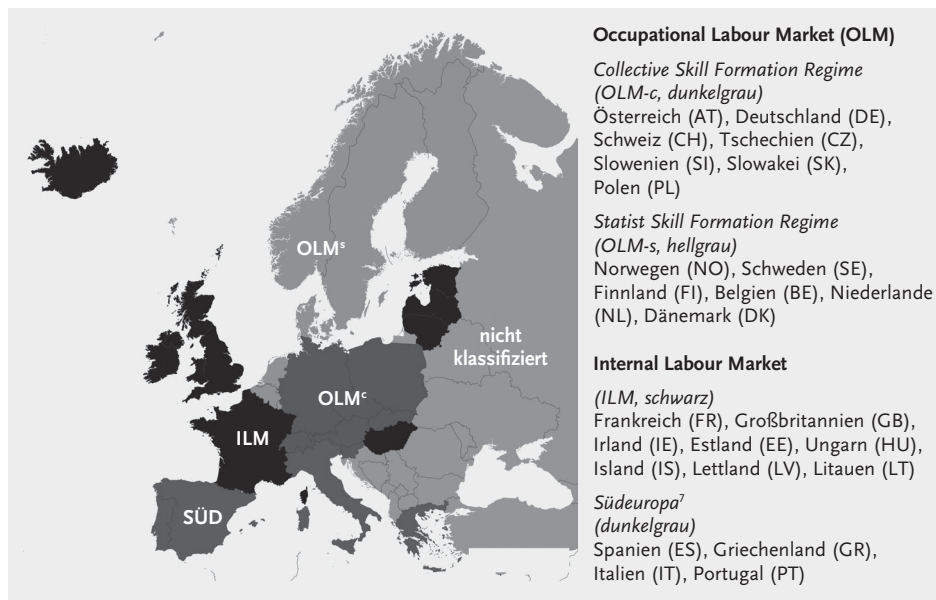 OLMs
nicht
klassifiziert
OLMc
ILM
SÜD
Occupational Labour Market (OLM)
Collective Skill Formation Regime
(OLM-c, dunkelgrau)
Österreich (AT), Deutschland (DE),
Schweiz (CH), Tschechien (CZ),
Slowenien (SI), Slowakei (SK),
Polen (PL)
Statist Skill Formation Regime
(OLM-s, hellgrau)
Norwegen (NO), Schweden (SE),
Finnland (FI), Belgien (BE), Niederlande
(NL), Dänemark (DK)
Internal Labour Market
(ILM, schwarz)
Frankreich (FR), Großbritannien (GB),
Irland (IE), Estland (EE), Ungarn (HU),
Island (IS), Lettland (LV), Litauen (LT)
Südeuropa7
(dunkelgrau)
Spanien (ES), Griechenland (GR),
Italien (IT), Portugal (PT)